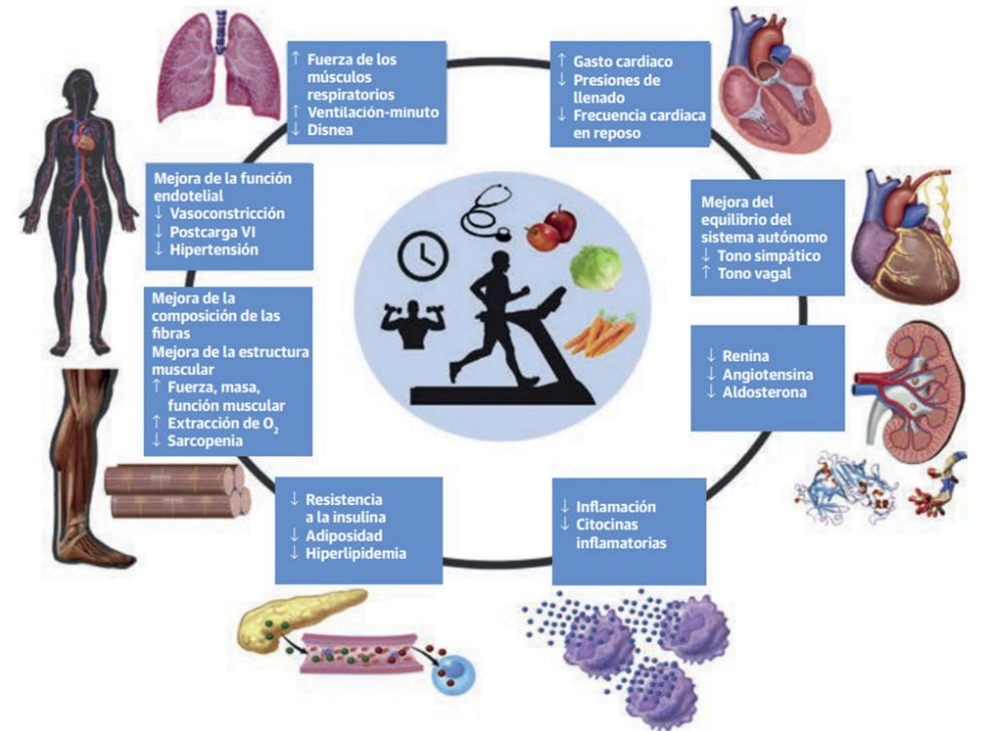 ↑ Fuerza de los
músculos
respiratorios
↑ Ventilación-minuto
↓ Disnea
↑ Gasto cardiaco
↓ Presiones de
llenado
↓ Frecuencia cardiaca
en reposo
Mejora de la función
endotelial
↓ Vasoconstricción
↓ Postcarga VI
↓ Hipertensión
Mejora del
equilibrio del
sistema autónomo
↓ Tono simpático
↑ Tono vagal
Mejora de la
composición de las
fibras
Mejora de la estructura
muscular
↑ Fuerza, masa,
función muscular
↑ Extracción de O₂
↓ Sarcopenia
↓ Renina
↓ Angiotensina
↓ Aldosterona
↓ Resistencia
a la insulina
↓ Adiposidad
↓ Hiperlipidemia
↓ Inflamación
↓ Citocinas
inflamatorias